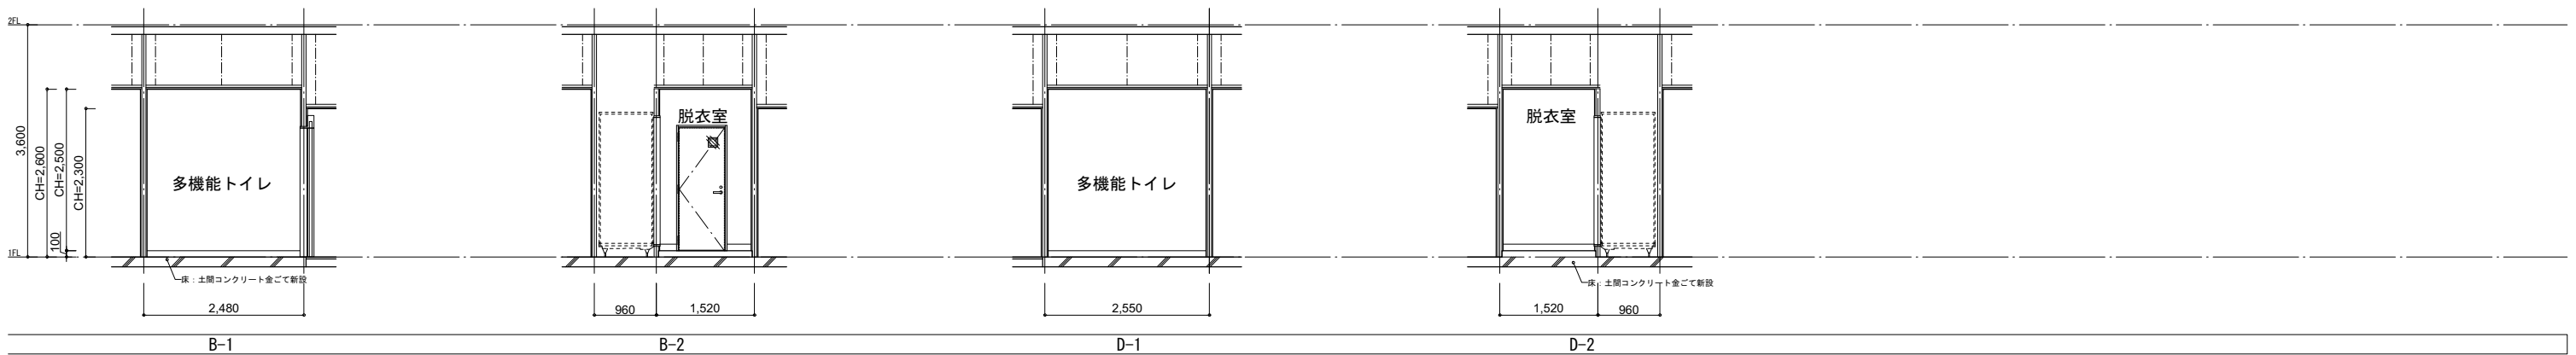 2FL
3,600
CH=2,600
CH=2,500
CH=2,300
100
1FL
多機能トイレ
床：土間コンクリート金ごて新設
2,480
脱衣室
960
1,520
多機能トイレ
2,550
脱衣室
床：土間コンクリート金ごて新設
1,520
960
B-1
B-2
D-1
D-2